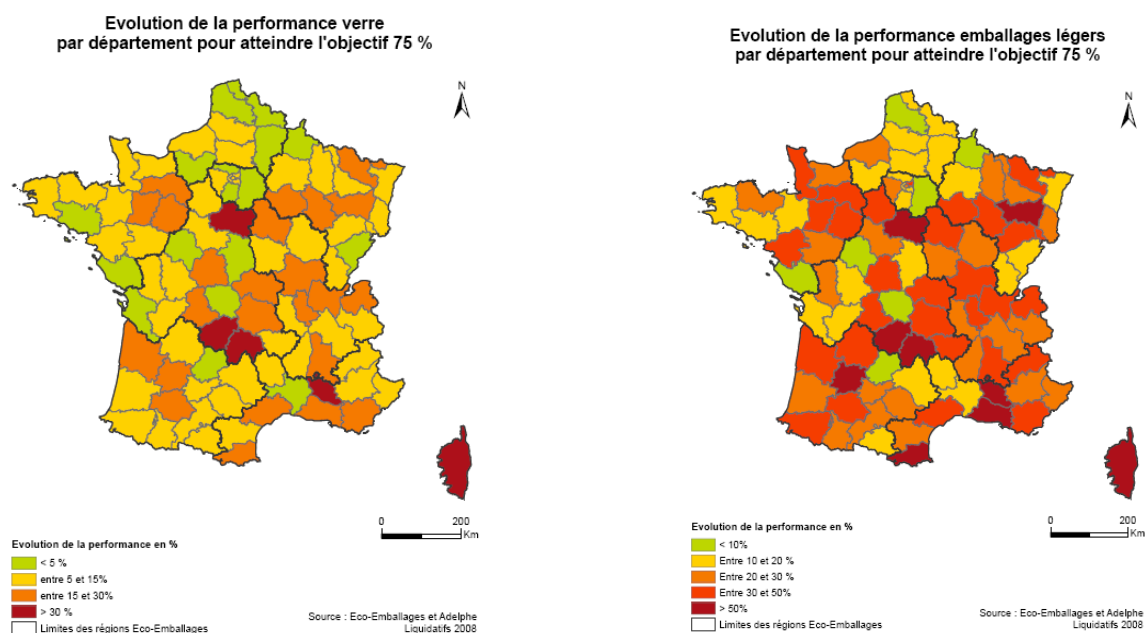 Evolution de la performance verre
par département pour atteindre l'objectif 75 %
N
0 200
Km
Evolution de la performance en %
< 5 %
entre 5 et 15%
entre 15 et 30%
> 30 %
Limites des régions Eco-Emballages
Source : Eco-Emballages et Adelphe
Liquidatifs 2008
Evolution de la performance emballages légers
par département pour atteindre l'objectif 75 %
N
0 200
Km
Evolution de la performance en %
< 10%
Entre 10 et 20 %
Entre 20 et 30 %
Entre 30 et 50%
> 50%
Limites des régions Eco-Emballages
Source : Eco-Emballages et Adelphe
Liquidatifs 2008